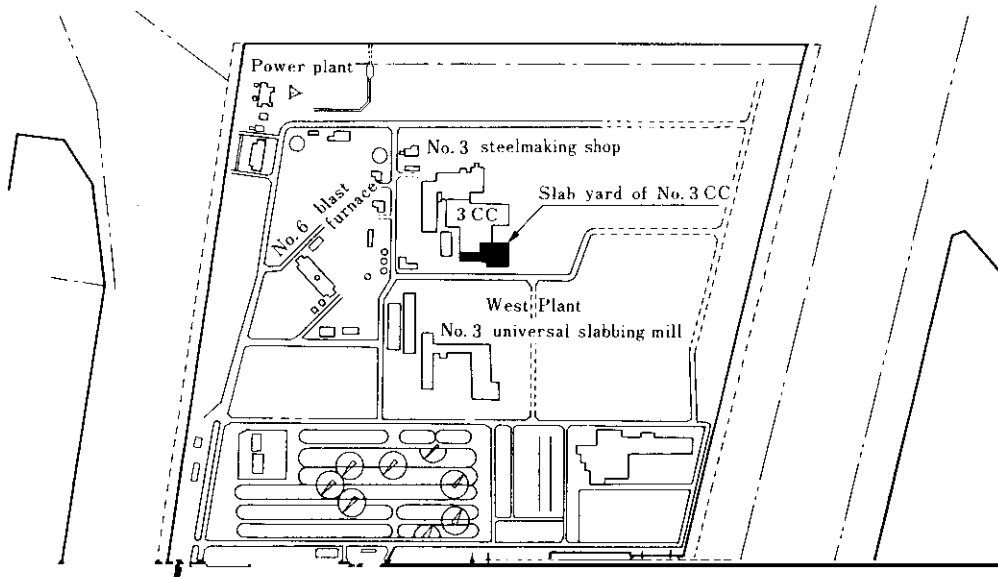 Power plant
No. 3 steelmaking shop
Slab yard of No. 3 CC
3 CC
No. 6 blast
furnace
West Plant
No. 3 universal slabbing mill